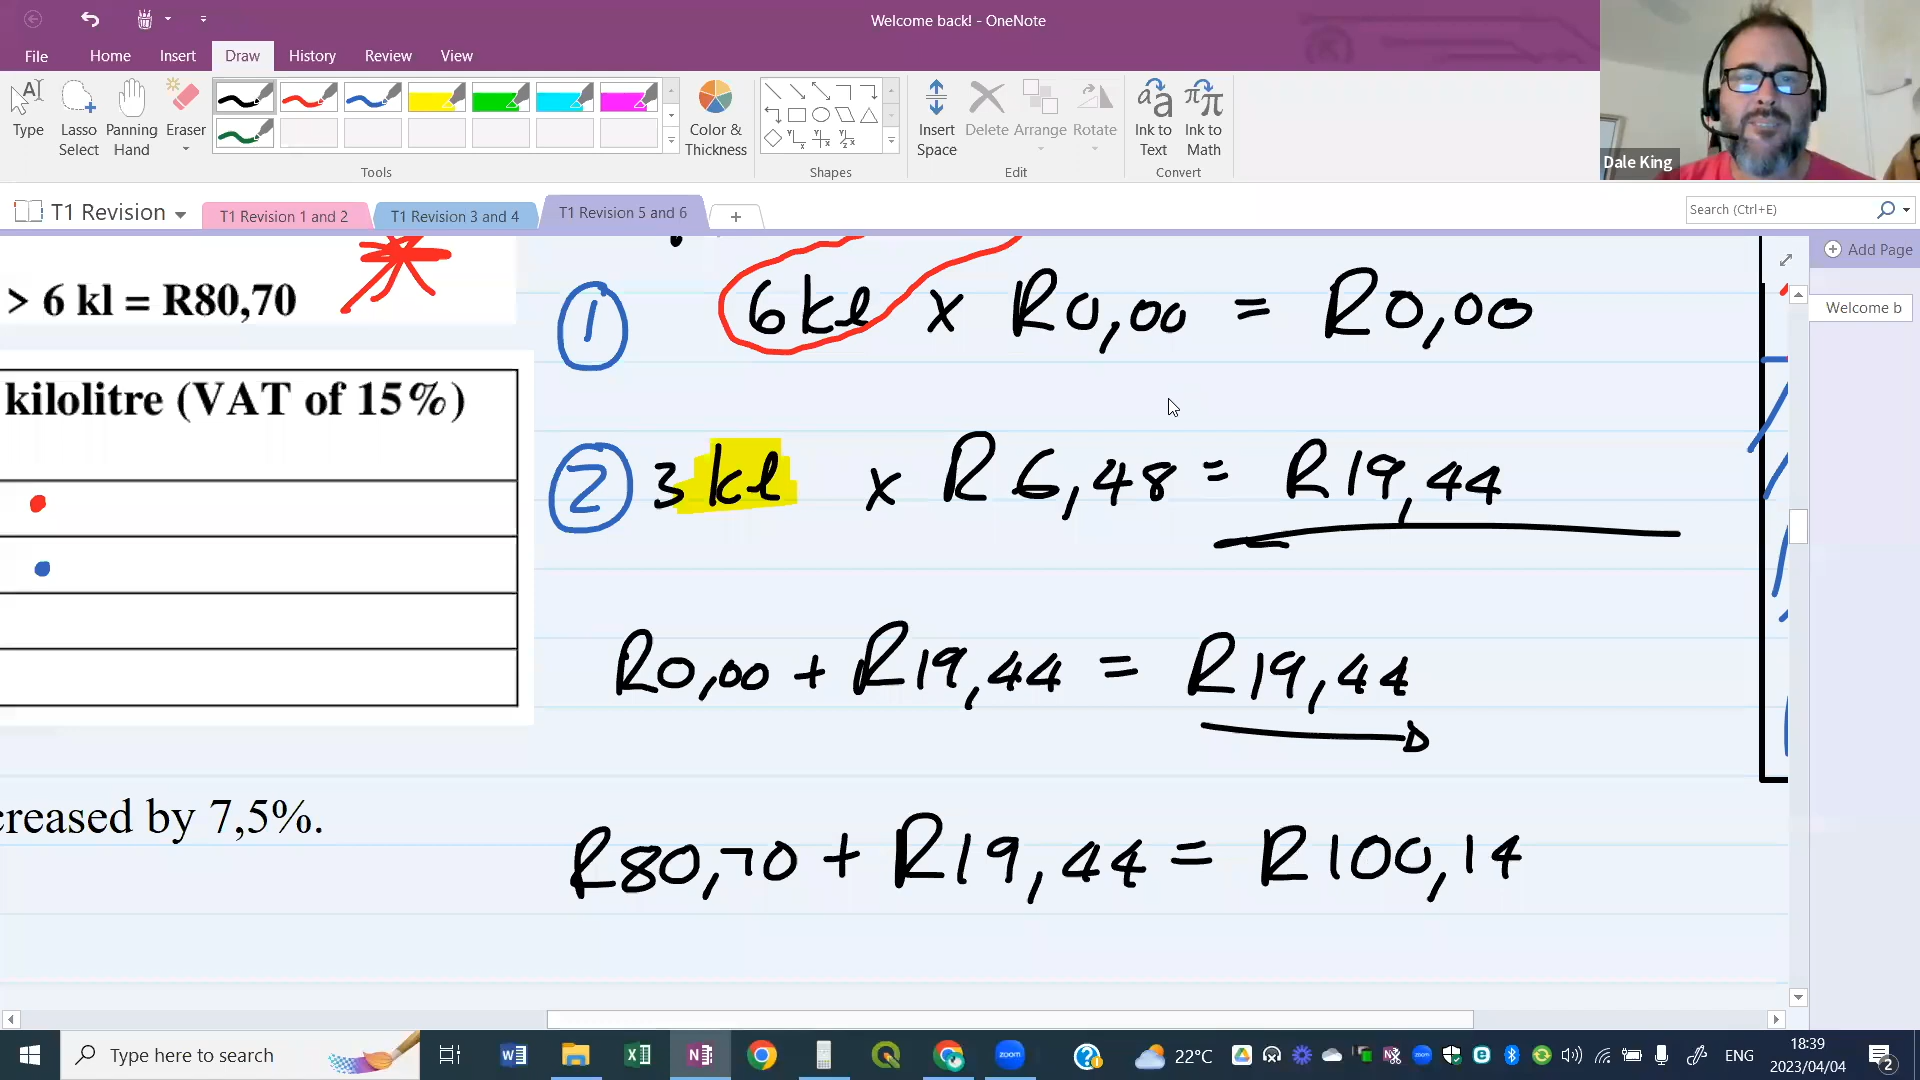 Welcome back! - OneNote
File Home Insert Draw History Review View
Type
Lasso Select
Panning Hand
Eraser
Color & Thickness
Insert Space
Delete
Arrange
Rotate
Ink to Text
Ink to Math
Tools
Shapes
Edit
Convert
Dale King
T1 Revision
T1 Revision 1 and 2
T1 Revision 3 and 4
T1 Revision 5 and 6
Search (Ctrl+E)
Add Page
Welcome b
> 6 kl = R80,70
kilolitre (VAT of 15%)
creased by 7,5%.
① 6kl x R0,00 = R0,00
② 3 kl x R6,48 = R19,44
R0,00 + R19,44 = R19,44
R80,70 + R19,44 = R100,14
Type here to search
22°C
ENG
18:39
2023/04/04
2